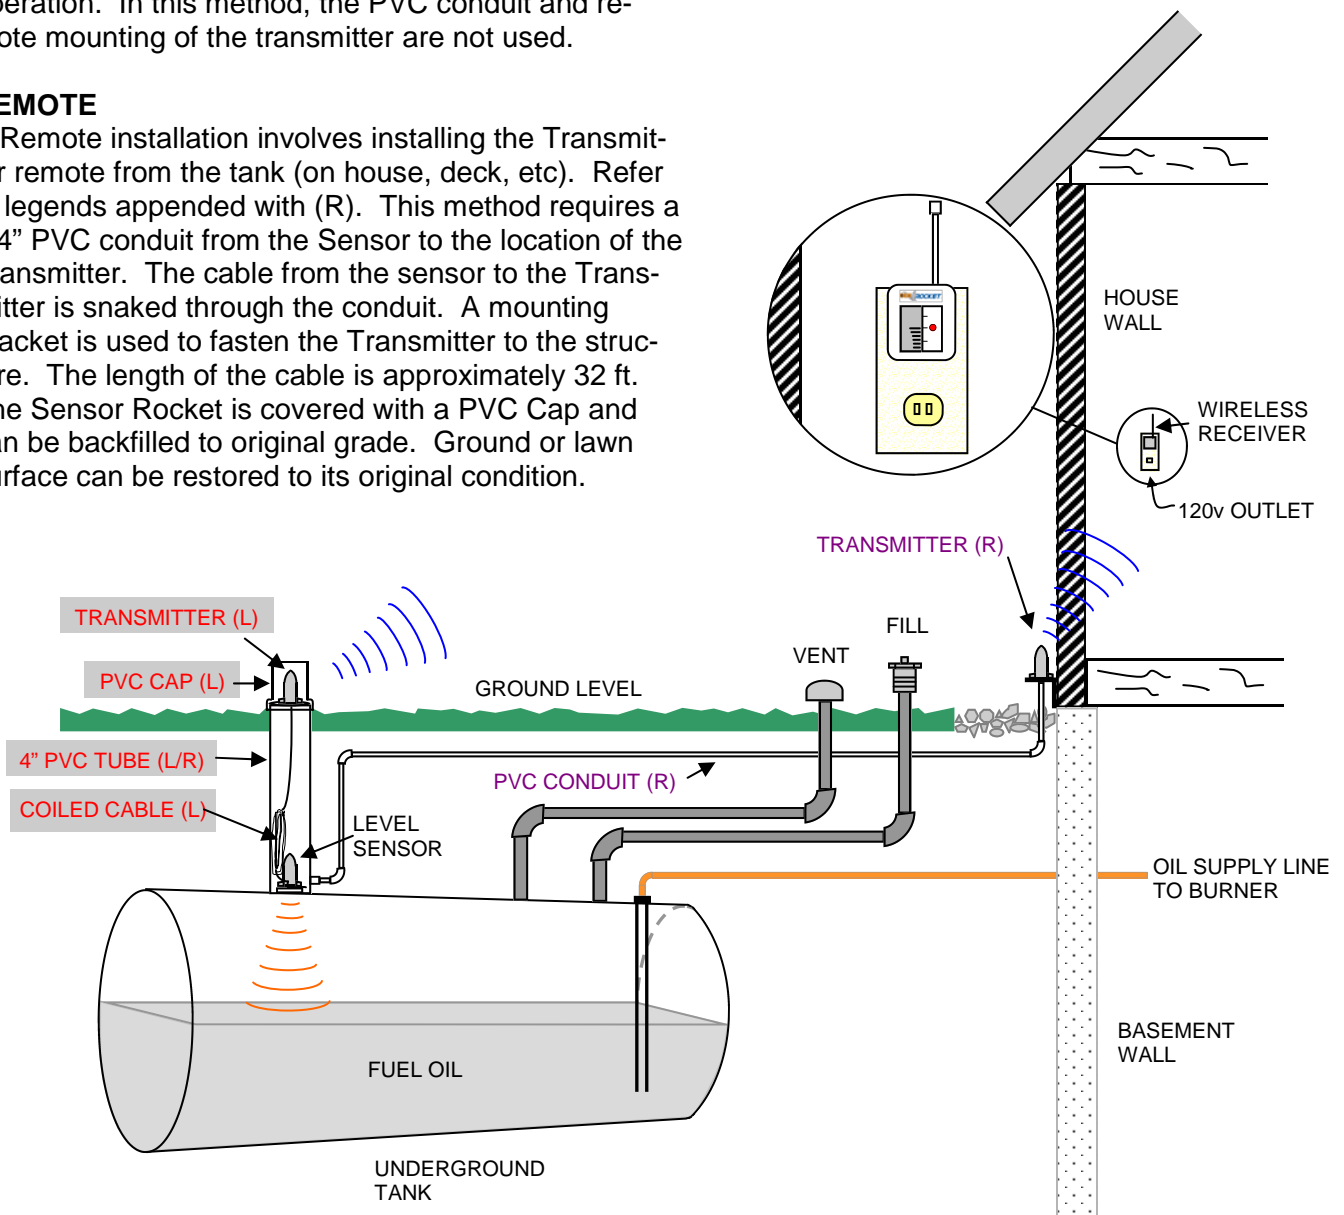 peration. In this method, the PVC conduit and re-
ote mounting of the transmitter are not used.
EMOTE
Remote installation involves installing the Transmit-
r remote from the tank (on house, deck, etc). Refer
legends appended with (R). This method requires a
4” PVC conduit from the Sensor to the location of the
ansmitter. The cable from the sensor to the Trans-
itter is snaked through the conduit. A mounting
acket is used to fasten the Transmitter to the struc-
re. The length of the cable is approximately 32 ft.
he Sensor Rocket is covered with a PVC Cap and
an be backfilled to original grade. Ground or lawn
urface can be restored to its original condition.
ROCKET
HOUSE
WALL
WIRELESS
RECEIVER
120v OUTLET
TRANSMITTER (R)
TRANSMITTER (L)
FILL
VENT
PVC CAP (L)
GROUND LEVEL
4” PVC TUBE (L/R)
PVC CONDUIT (R)
COILED CABLE (L)
LEVEL
SENSOR
OIL SUPPLY LINE
TO BURNER
BASEMENT
WALL
FUEL OIL
UNDERGROUND
TANK